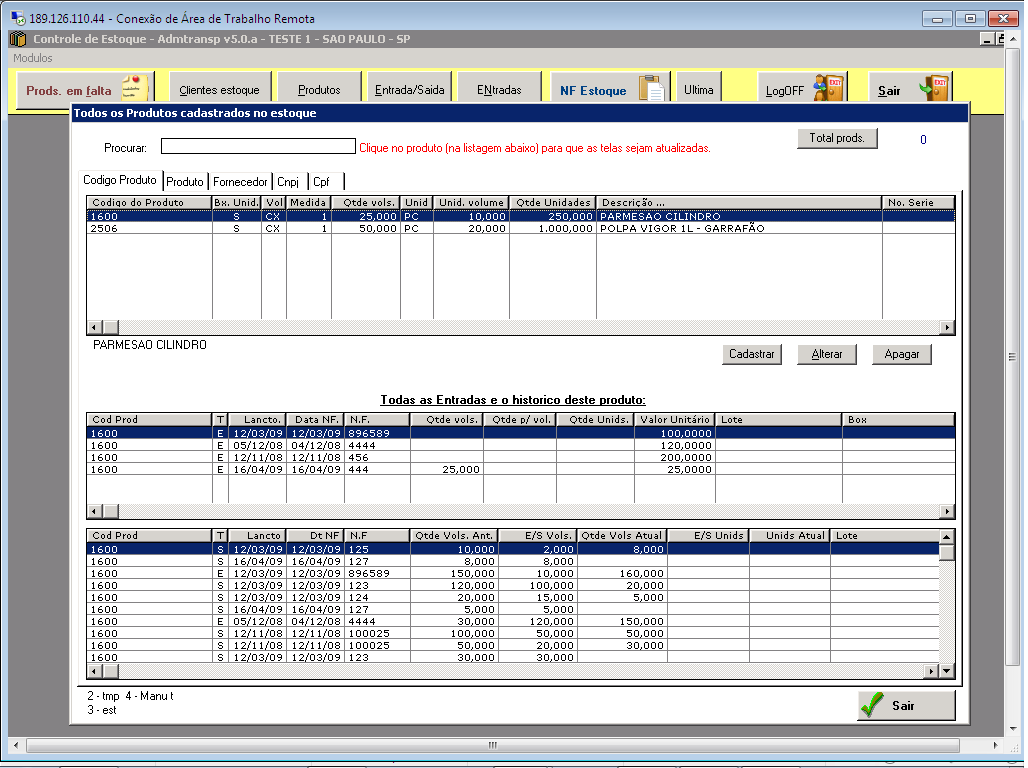 189.126.110.44 - Conexão de Área de Trabalho Remota
Controle de Estoque - Admtransp v5.0.a - TESTE 1 - SAO PAULO - SP
Modulos
Prods. em falta Clientes estoque Produtos Entrada/Saida ENtradas NF Estoque Ultima LogOFF EXIT Sair EXIT
Todos os Produtos cadastrados no estoque
Procurar: Clique no produto (na listagem abaixo) para que as telas sejam atualizadas. Total prods. 0
Codigo Produto Produto Fornecedor Cnpj Cpf
Codigo do Produto Bx. Unid. Vol Medida Qtde vols. Unid Unid. volume Qtde Unidades Descrição ... No. Serie
1600 S CX 1 25,000 PC 10,000 250,000 PARMESAO CILINDRO
2506 S CX 1 50,000 PC 20,000 1.000,000 POLPA VIGOR 1L - GARRAFÃO
PARMESAO CILINDRO
Cadastrar Alterar Apagar
Todas as Entradas e o historico deste produto:
Cod Prod T Lancto. Data NF. N.F. Qtde vols. Qtde p/ vol. Qtde Unids. Valor Unitário Lote Box
1600 E 12/03/09 12/03/09 896589 100,0000
1600 E 05/12/08 04/12/08 4444 120,0000
1600 E 12/11/08 12/11/08 456 200,0000
1600 E 16/04/09 16/04/09 444 25,000 25,0000
Cod Prod T Lancto Dt NF N.F Qtde Vols. Ant. E/S Vols. Qtde Vols Atual E/S Unids Unids Atual Lote
1600 S 12/03/09 12/03/09 125 10,000 2,000 8,000
1600 S 16/04/09 16/04/09 127 8,000 8,000
1600 E 12/03/09 12/03/09 896589 150,000 10,000 160,000
1600 S 12/03/09 12/03/09 123 120,000 100,000 20,000
1600 S 12/03/09 12/03/09 124 20,000 15,000 5,000
1600 S 16/04/09 16/04/09 127 5,000 5,000
1600 E 05/12/08 04/12/08 4444 30,000 120,000 150,000
1600 S 12/11/08 12/11/08 100025 100,000 50,000 50,000
1600 S 12/11/08 12/11/08 100025 50,000 20,000 30,000
1600 S 12/03/09 12/03/09 123 30,000 30,000
2 - tmp 4 - Manu t
3 - est
Sair